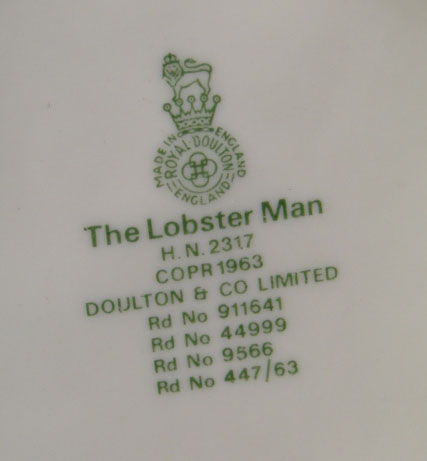 MADE IN ENGLAND
ROYAL DOULTON
ENGLAND
The Lobster Man
H.N.2317
COPR 1963
DOULTON & CO LIMITED
Rd No 911641
Rd No 44999
Rd No 9566
Rd No 447/63